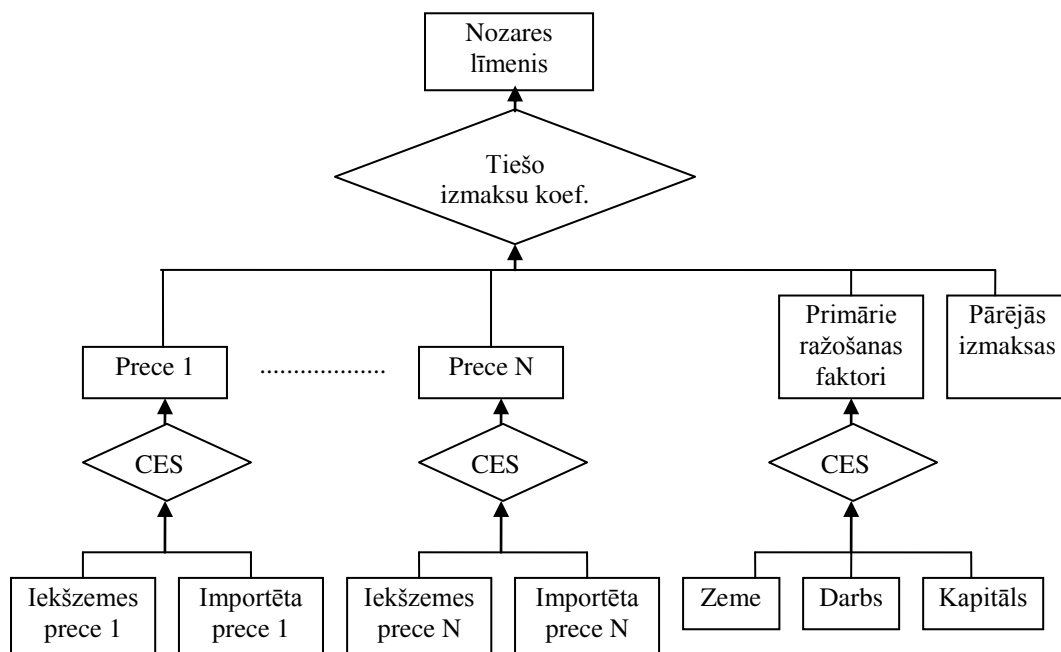 Nozares
līmenis
Tiešo
izmaksu koef.
Primārie
ražošanas
faktori
Pārējās
izmaksas
Prece 1
...................
Prece N
CES
CES
CES
Iekšzemes
prece 1
Importēta
prece 1
Iekšzemes
prece N
Importēta
prece N
Zeme
Darbs
Kapitāls